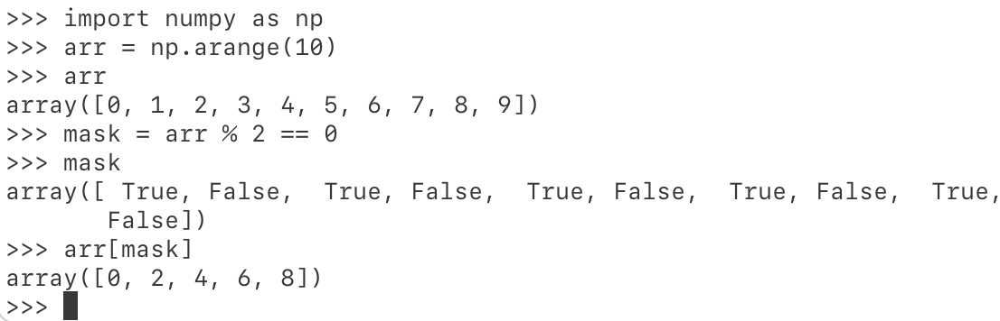 >>> import numpy as np
>>> arr = np.arange(10)
>>> arr
array([0, 1, 2, 3, 4, 5, 6, 7, 8, 9])
>>> mask = arr % 2 == 0
>>> mask
array([ True, False,  True, False,  True, False,  True, False,  True,
       False])
>>> arr[mask]
array([0, 2, 4, 6, 8])
>>>